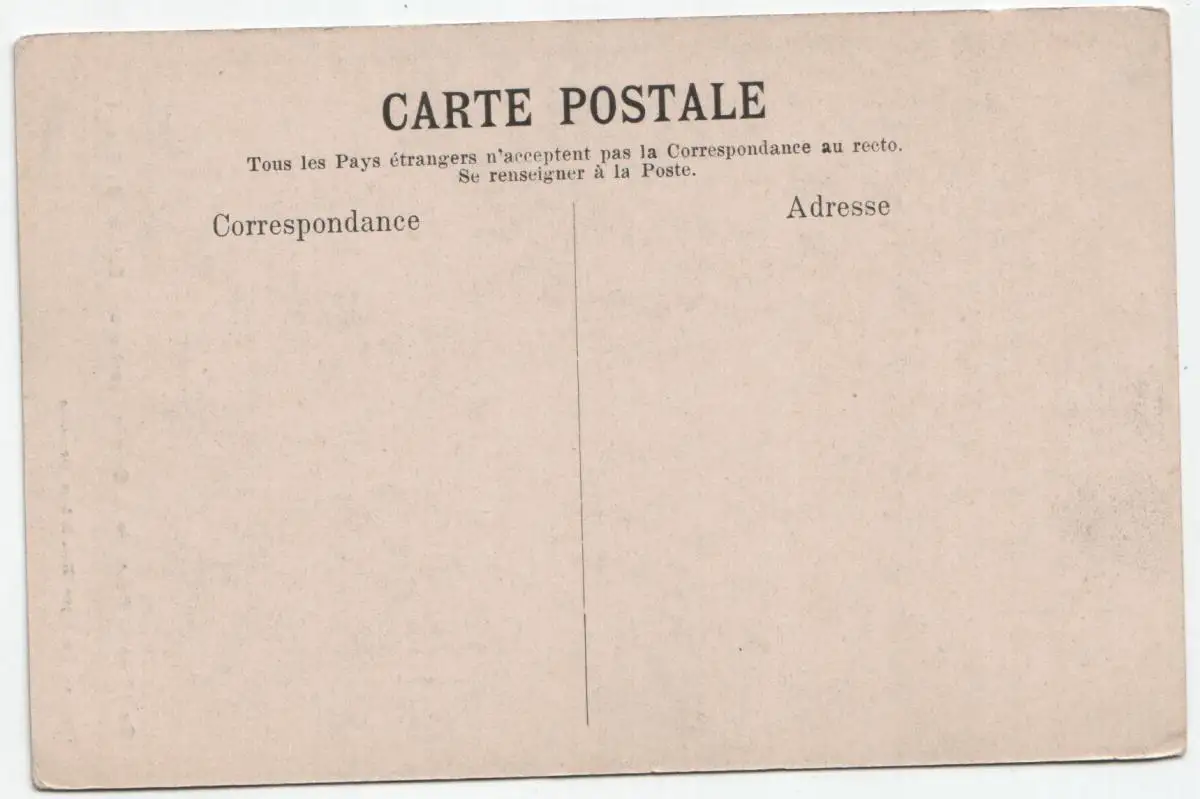 CARTE POSTALE
Tous les Pays étrangers n'acceptent pas la Correspondance au recto.
Se renseigner à la Poste.
Correspondance
Adresse